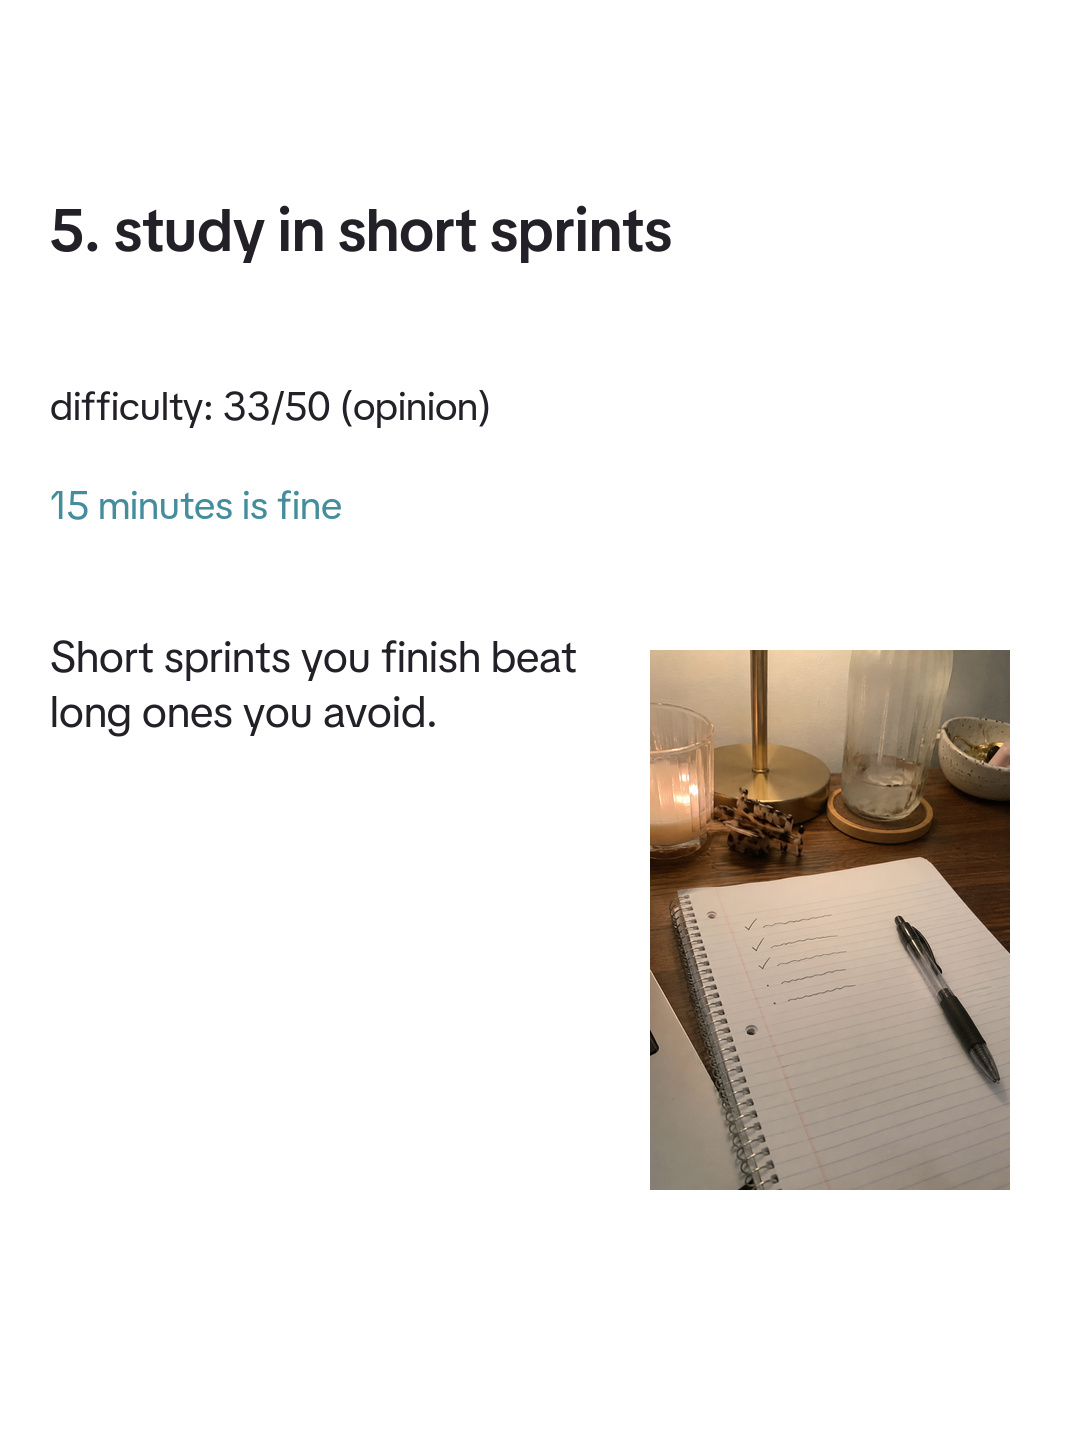 5. study in short sprints
difficulty: 33/50 (opinion)
15 minutes is fine
Short sprints you finish beat
long ones you avoid.